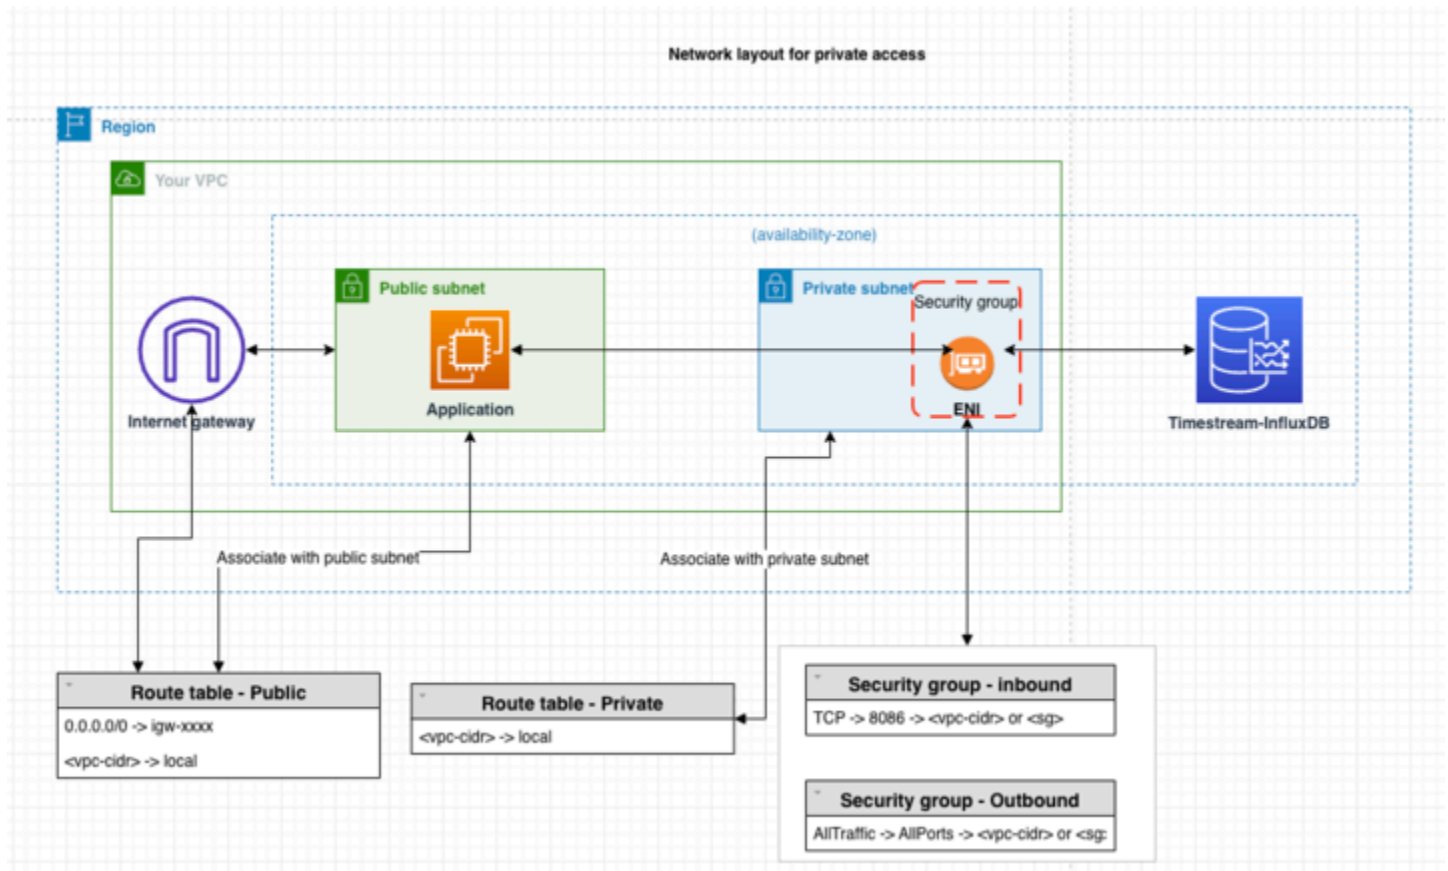 Network layout for private access
Region
Your VPC
(availability-zone)
Public subnet
Private subnet
Security group
Application
ENI
Internet gateway
Timestream-InfluxDB
Associate with public subnet
Associate with private subnet
Route table - Public
0.0.0.0/0 -> igw-xxxx
<vpc-cidr> -> local
Route table - Private
<vpc-cidr> -> local
Security group - inbound
TCP -> 8086 -> <vpc-cidr> or <sg>
Security group - Outbound
AllTraffic -> AllPorts -> <vpc-cidr> or <sg: